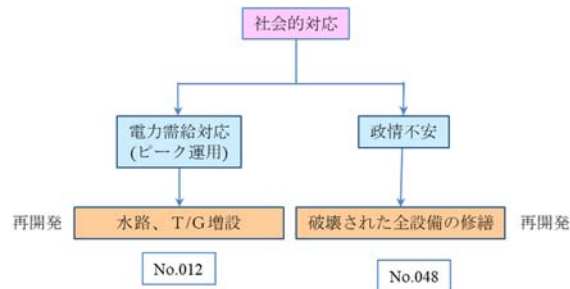 社会的対応
電力需給対応
(ピーク運用)
政情不安
再開発
水路、T/G増設
破壊された全設備の修繕
再開発
No.012
No.048